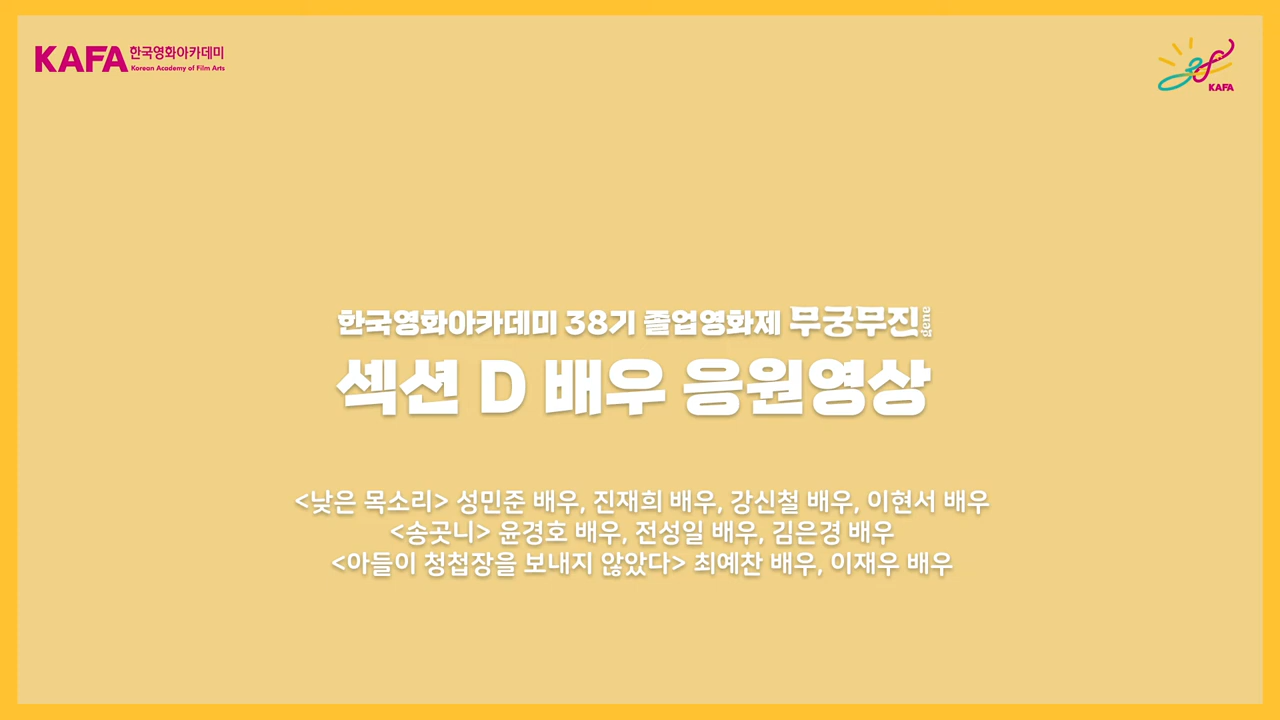 KAFA 한국영화아카데미
Korean Academy of Film Arts
KAFA
한국영화아카데미 38기 졸업영화제 무궁무진 gene
섹션 D 배우 응원영상
<낮은 목소리> 성민준 배우, 진재희 배우, 강신철 배우, 이현서 배우
<송곳니> 윤경호 배우, 전성일 배우, 김은경 배우
<아들이 청첩장을 보내지 않았다> 최예찬 배우, 이재우 배우